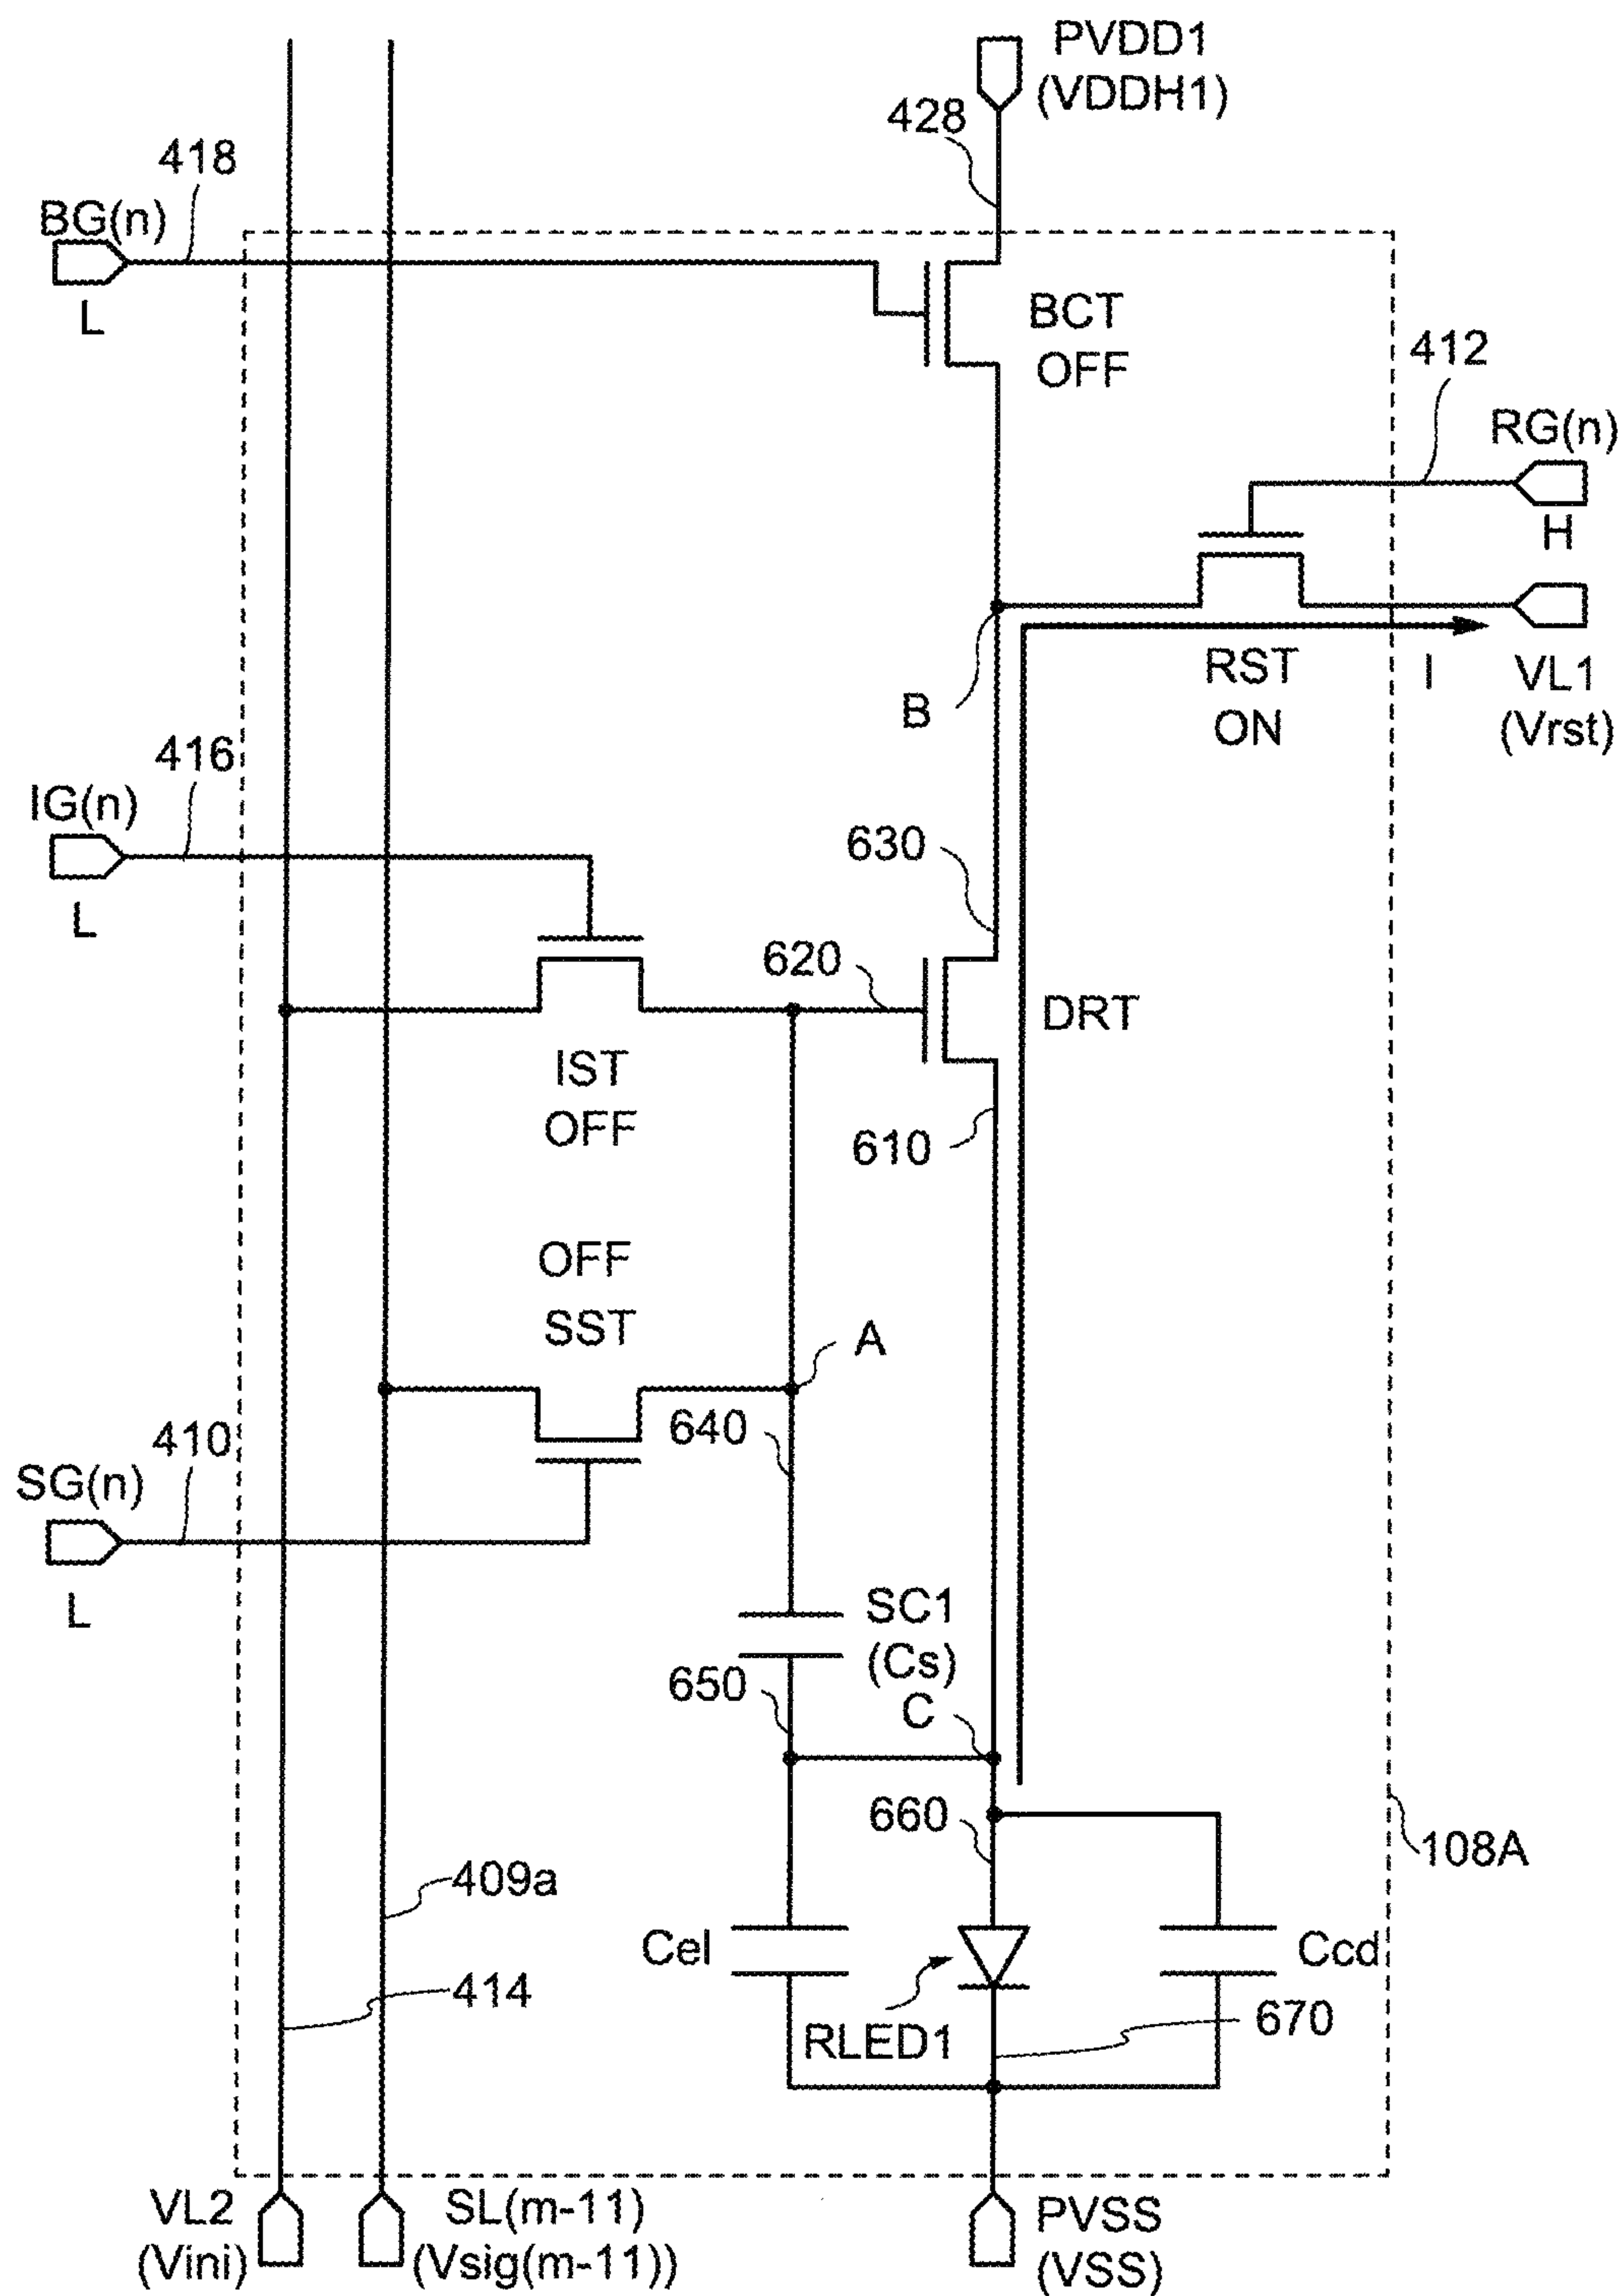 PVDD1
(VDDH1)
428
418
BG(n)
L
BCT
OFF
412
RG(n)
H
RST
ON
I
VL1
(Vrst)
B
416
IG(n)
L
630
620
DRT
IST
OFF
610
OFF
SST
A
640
410
SG(n)
L
SC1
(Cs)
650
C
660
108A
409a
Cel
Ccd
414
RLED1
670
VL2
(Vini)
SL(m-11)
(Vsig(m-11))
PVSS
(VSS)